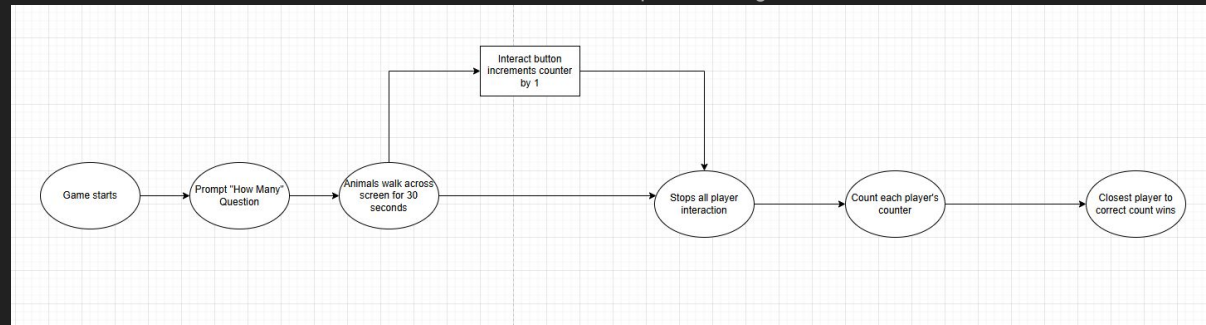 Interact button
increments counter
by 1
Game starts
Prompt "How Many"
Question
Animals walk across
screen for 30
seconds
Stops all player
interaction
Count each player's
counter
Closest player to
correct count wins